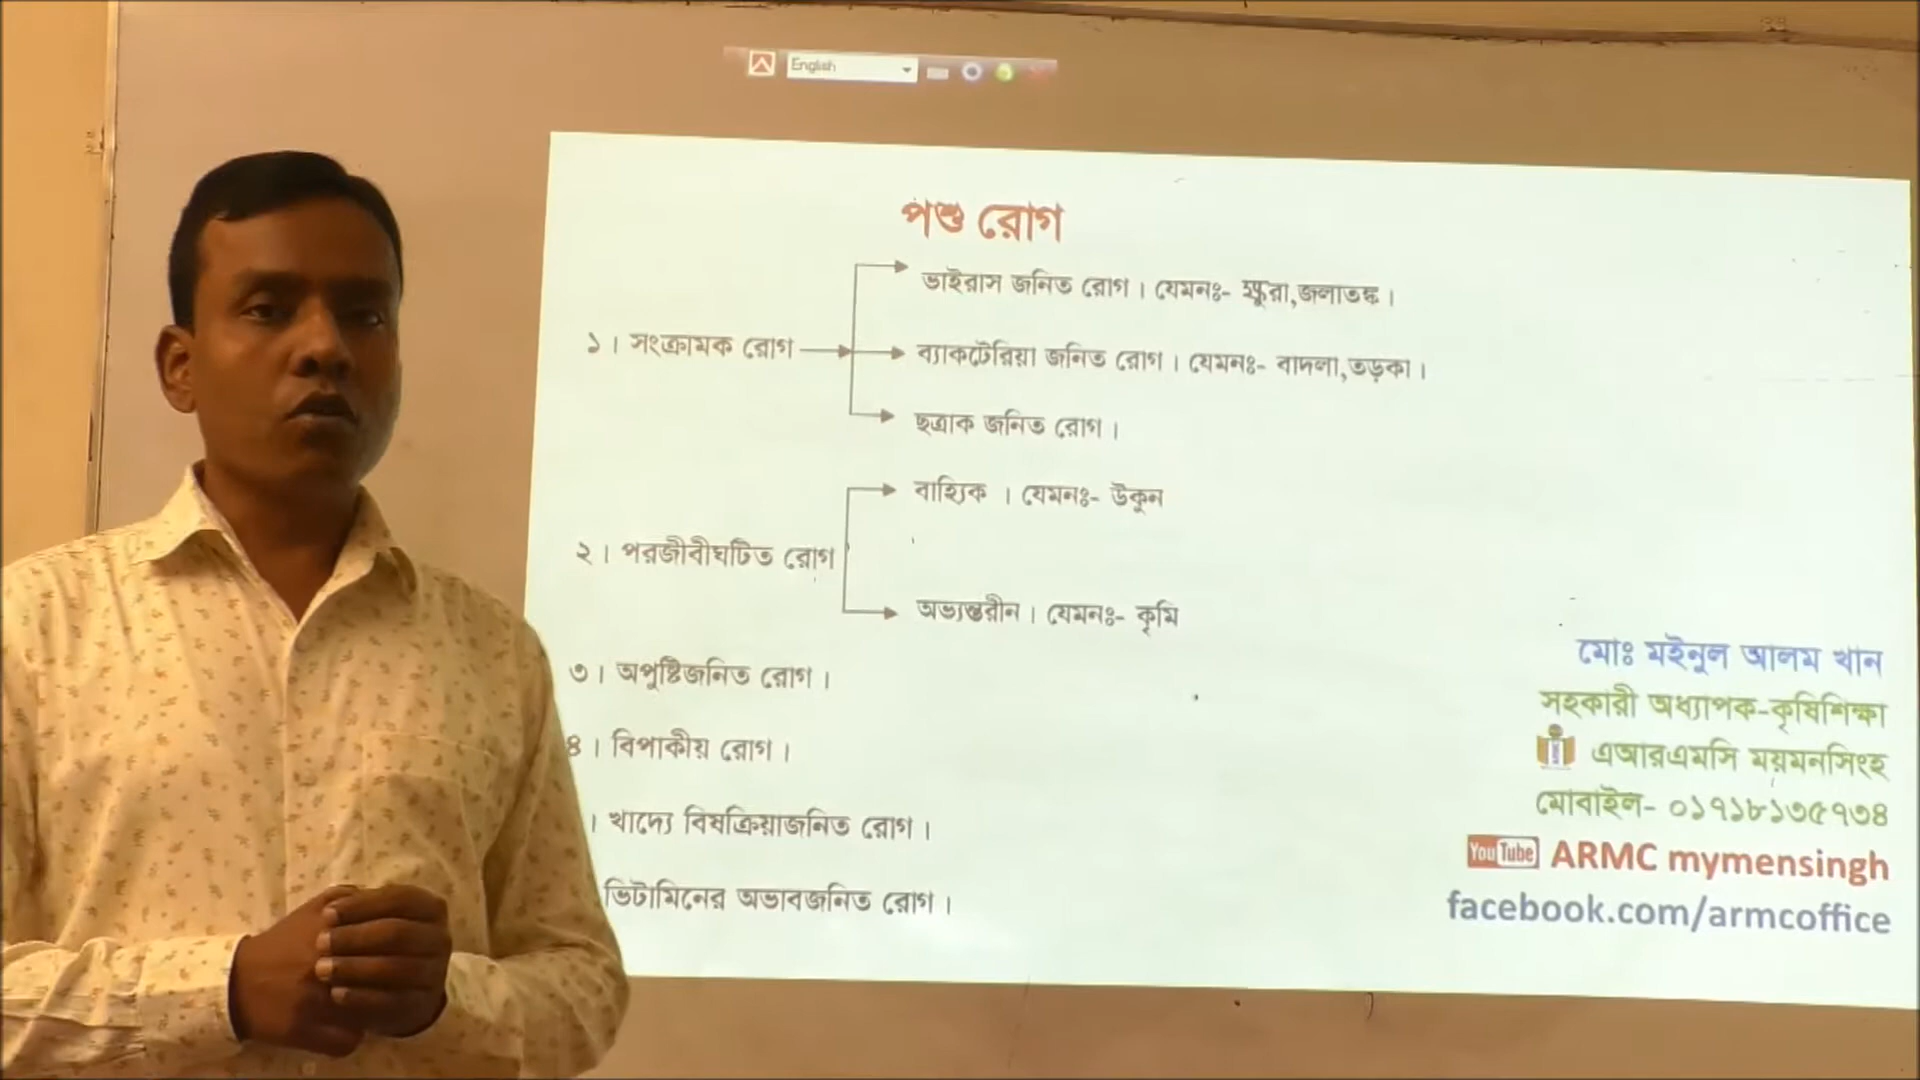 English
পশু রোগ
ভাইরাস জনিত রোগ । যেমনঃ- ক্ষুরা,জলাতঙ্ক ।
১ । সংক্রামক রোগ
ব্যাকটেরিয়া জনিত রোগ । যেমনঃ- বাদলা,তড়কা ।
ছত্রাক জনিত রোগ ।
বাহ্যিক । যেমনঃ- উকুন
২ । পরজীবীঘটিত রোগ
অভ্যন্তরীন । যেমনঃ- কৃমি
৩ । অপুষ্টিজনিত রোগ ।
৪ । বিপাকীয় রোগ ।
। খাদ্যে বিষক্রিয়াজনিত রোগ ।
ভিটামিনের অভাবজনিত রোগ ।
মোঃ মইনুল আলম খান
সহকারী অধ্যাপক-কৃষিশিক্ষা
এআরএমসি ময়মনসিংহ
মোবাইল- ০১৭১৮১৩৫৭৩৪
YouTube ARMC mymensingh
facebook.com/armcoffice